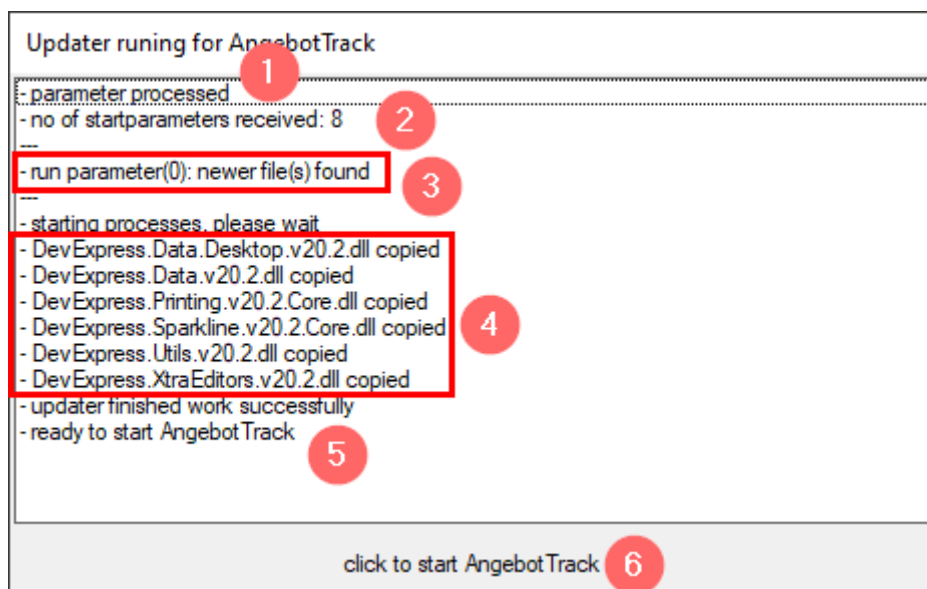 Updater runing for AngebotTrack
1
- parameter processed
- no of startparameters received: 8
2
---
- run parameter(0): newer file(s) found
3
---
- starting processes, please wait
- DevExpress.Data.Desktop.v20.2.dll copied
- DevExpress.Data.v20.2.dll copied
- DevExpress.Printing.v20.2.Core.dll copied
- DevExpress.Sparkline.v20.2.Core.dll copied
4
- DevExpress.Utils.v20.2.dll copied
- DevExpress.XtraEditors.v20.2.dll copied
- updater finished work successfully
- ready to start AngebotTrack
5
click to start AngebotTrack
6